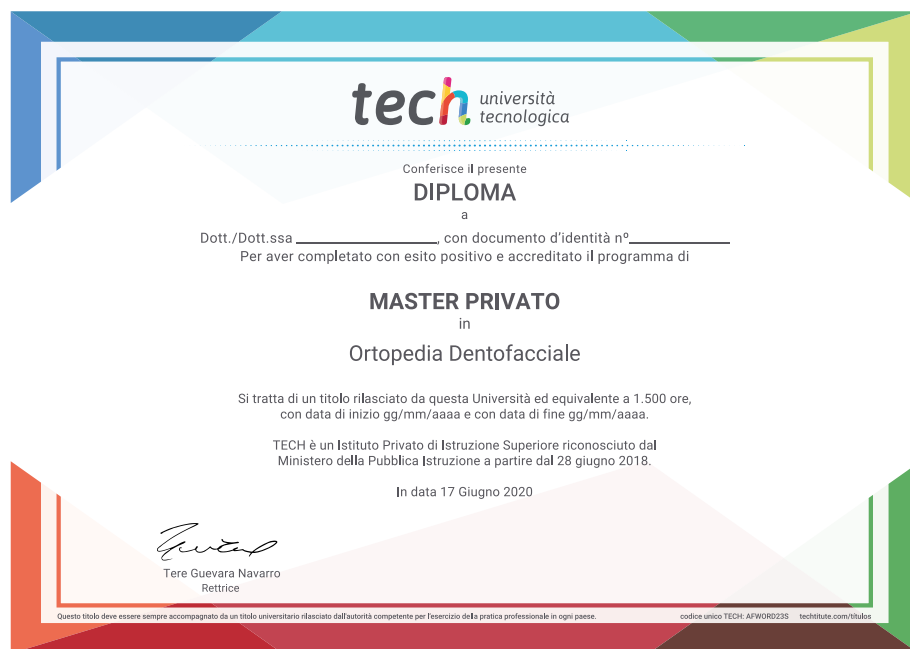 tech università
tecnologica
Conferisce il presente
DIPLOMA
a
Dott./Dott.ssa ____________________, con documento d'identità nº______________
Per aver completato con esito positivo e accreditato il programma di
MASTER PRIVATO
in
Ortopedia Dentofacciale
Si tratta di un titolo rilasciato da questa Università ed equivalente a 1.500 ore,
con data di inizio gg/mm/aaaa e con data di fine gg/mm/aaaa.
TECH è un Istituto Privato di Istruzione Superiore riconosciuto dal
Ministero della Pubblica Istruzione a partire dal 28 giugno 2018.
In data 17 Giugno 2020
Tere Guevara Navarro
Rettrice
Questo titolo deve essere sempre accompagnato da un titolo universitario rilasciato dall'autorità competente per l'esercizio della pratica professionale in ogni paese.
codice unico TECH: AFWORD23S techtitute.com/títulos